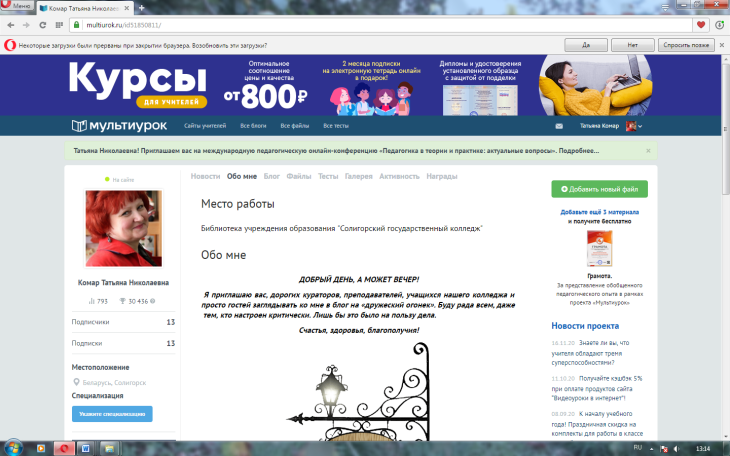 Меню
Комар Татьяна Николаевн
multiurok.ru/id51850811/
Некоторые загрузки были прерваны при закрытии браузера. Возобновить эти загрузки?
Да
Нет
Спросить позже
Курсы
ДЛЯ УЧИТЕЛЕЙ
Оптимальное
соотношение
цены и качества
от 800₽
2 месяца подписки
на электронную тетрадь онлайн
в подарок!
Дипломы и удостоверения
установленного образца
с защитой от подделки
мультиурок
Сайты учителей
Все блоги
Все файлы
Все тесты
Татьяна Комар
Татьяна Николаевна! Приглашаем вас на международную педагогическую онлайн-конференцию «Педагогика в теории и практике: актуальные вопросы». Подробнее...
На сайте
Комар Татьяна Николаевна
793
30 436
Подписчики 13
Подписки 13
Местоположение
Беларусь, Солигорск
Специализация
Укажите специализацию
Новости Обо мне Блог Файлы Тесты Галерея Активность Награды
Место работы
Библиотека учреждения образования "Солигорский государственный колледж"
Обо мне
ДОБРЫЙ ДЕНЬ, А МОЖЕТ ВЕЧЕР!
Я приглашаю вас, дорогих кураторов, преподавателей, учащихся нашего колледжа и
просто гостей заглядывать ко мне в блог на «дружеский огонек». Буду рада всем, даже
тем, кто настроен критически. Лишь бы это было на пользу дела.
Счастья, здоровья, благополучия!
Добавить новый файл
Добавьте ещё 3 материала
и получите бесплатно
Грамота.
За представление обобщенного
педагогического опыта в рамках
проекта «Мультиурок»
Новости проекта
16.11.20 Знаете ли вы, что
учителя обладают тремя
суперспособностями?
11.10.20 Получайте кэшбэк 5%
при оплате продуктов сайта
"Видеоуроки в интернет"!
08.09.20 К началу учебного
года! Праздничная скидка на
комплекты для работы в классе
RU
13:14